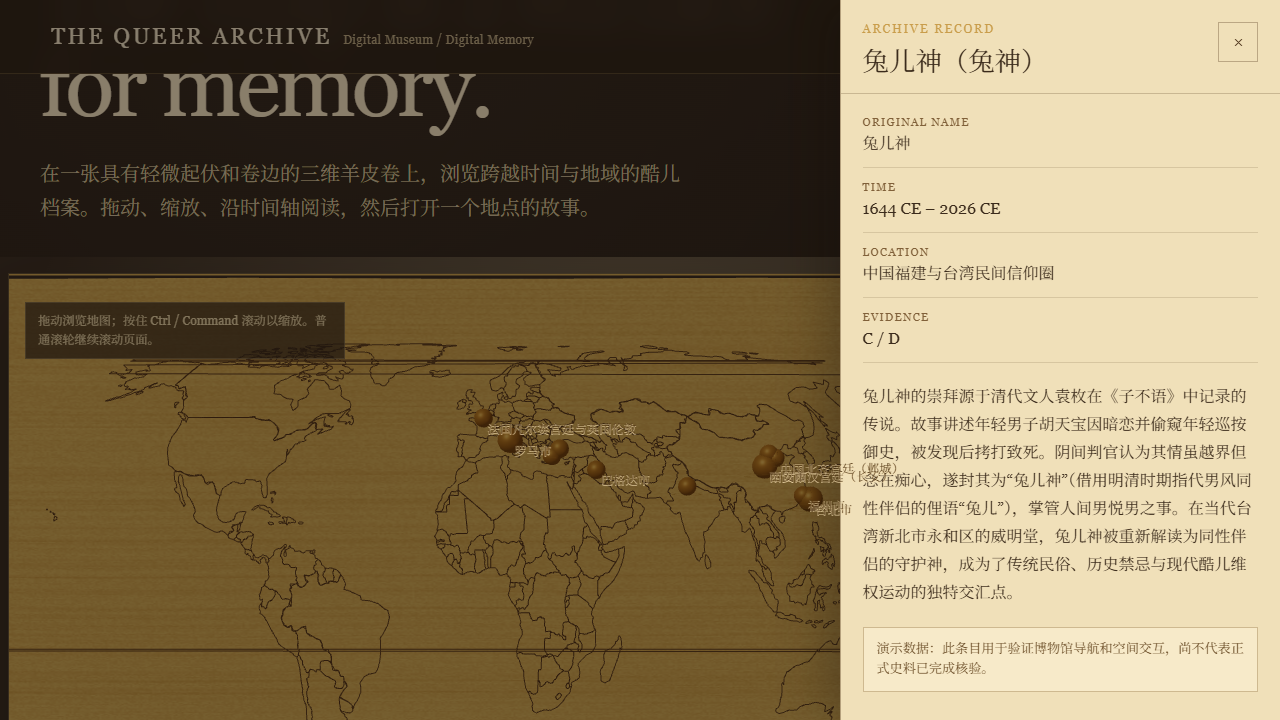 THE QUEER ARCHIVE Digital Museum / Digital Memory
for memory.
在一张具有轻微起伏和卷边的三维羊皮卷上，浏览跨越时间与地域的酷儿
档案。拖动、缩放、沿时间轴阅读，然后打开一个地点的故事。
拖动浏览地图；按住 Ctrl / Command 滚动以缩放。普
通滚轮继续滚动页面。
法国凡尔赛宫廷与英国伦敦
罗马市
巴格达市
ARCHIVE RECORD
兔儿神（兔神）
×
ORIGINAL NAME
兔儿神
TIME
1644 CE – 2026 CE
LOCATION
中国福建与台湾民间信仰圈
EVIDENCE
C / D
兔儿神的崇拜源于清代文人袁枚在《子不语》中记录的
传说。故事讲述年轻男子胡天宝因暗恋并偷窥年轻巡按
御史，被发现后拷打致死。阴间判官认为其情虽越界但
念在痴心，遂封其为“兔儿神”（借用明清时期指代男风同
性伴侣的俚语“兔儿”），掌管人间男悦男之事。在当代台
湾新北市永和区的威明堂，兔儿神被重新解读为同性伴
侣的守护神，成为了传统民俗、历史禁忌与现代酷儿维
权运动的独特交汇点。
演示数据：此条目用于验证博物馆导航和空间交互，尚不代表正
式史料已完成核验。